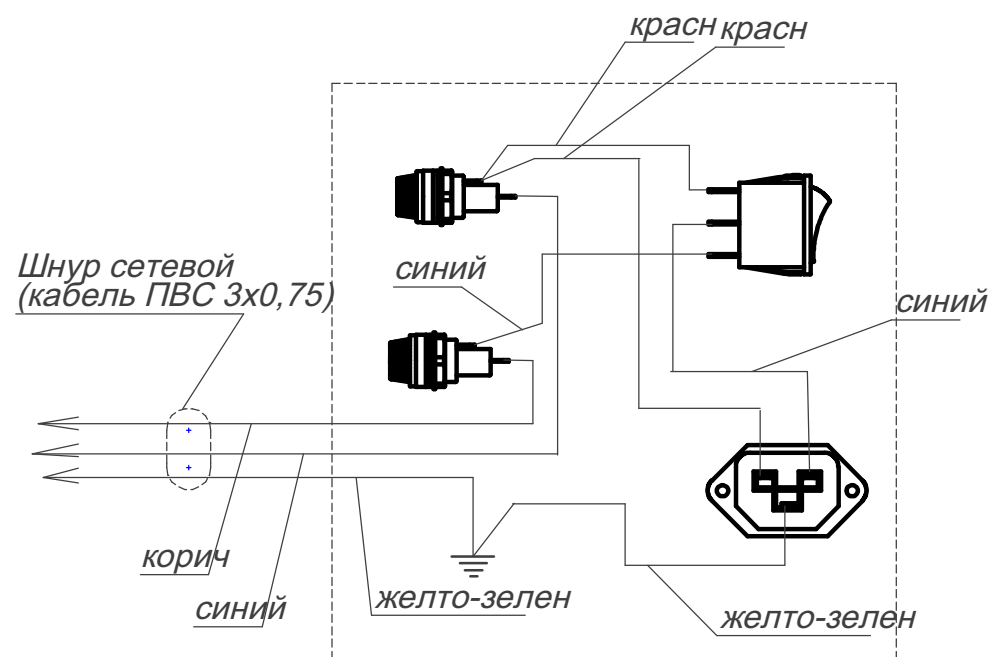 красн красн
Шнур сетевой
(кабель ПВС 3х0,75)
синий
синий
корич
синий
желто-зелен
желто-зелен